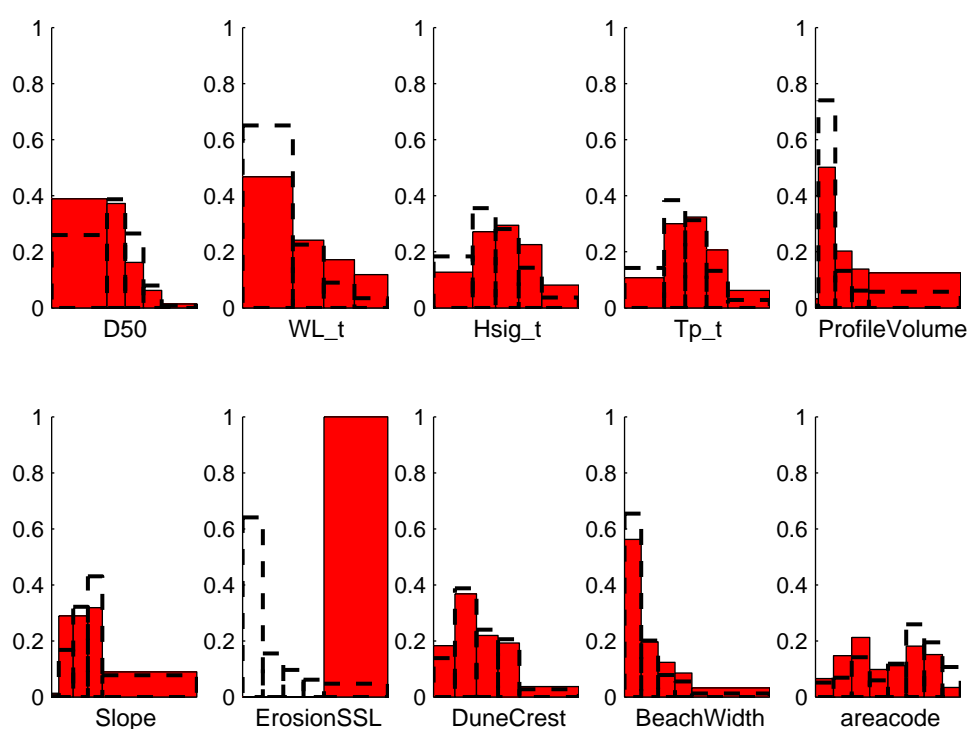 1 1 1 1 1
0.8 0.8 0.8 0.8 0.8
0.6 0.6 0.6 0.6 0.6
0.4 0.4 0.4 0.4 0.4
0.2 0.2 0.2 0.2 0.2
0 0 0 0 0
D50 WL_t Hsig_t Tp_t ProfileVolume
1 1 1 1 1
0.8 0.8 0.8 0.8 0.8
0.6 0.6 0.6 0.6 0.6
0.4 0.4 0.4 0.4 0.4
0.2 0.2 0.2 0.2 0.2
0 0 0 0 0
Slope ErosionSSL DuneCrest BeachWidth areacode